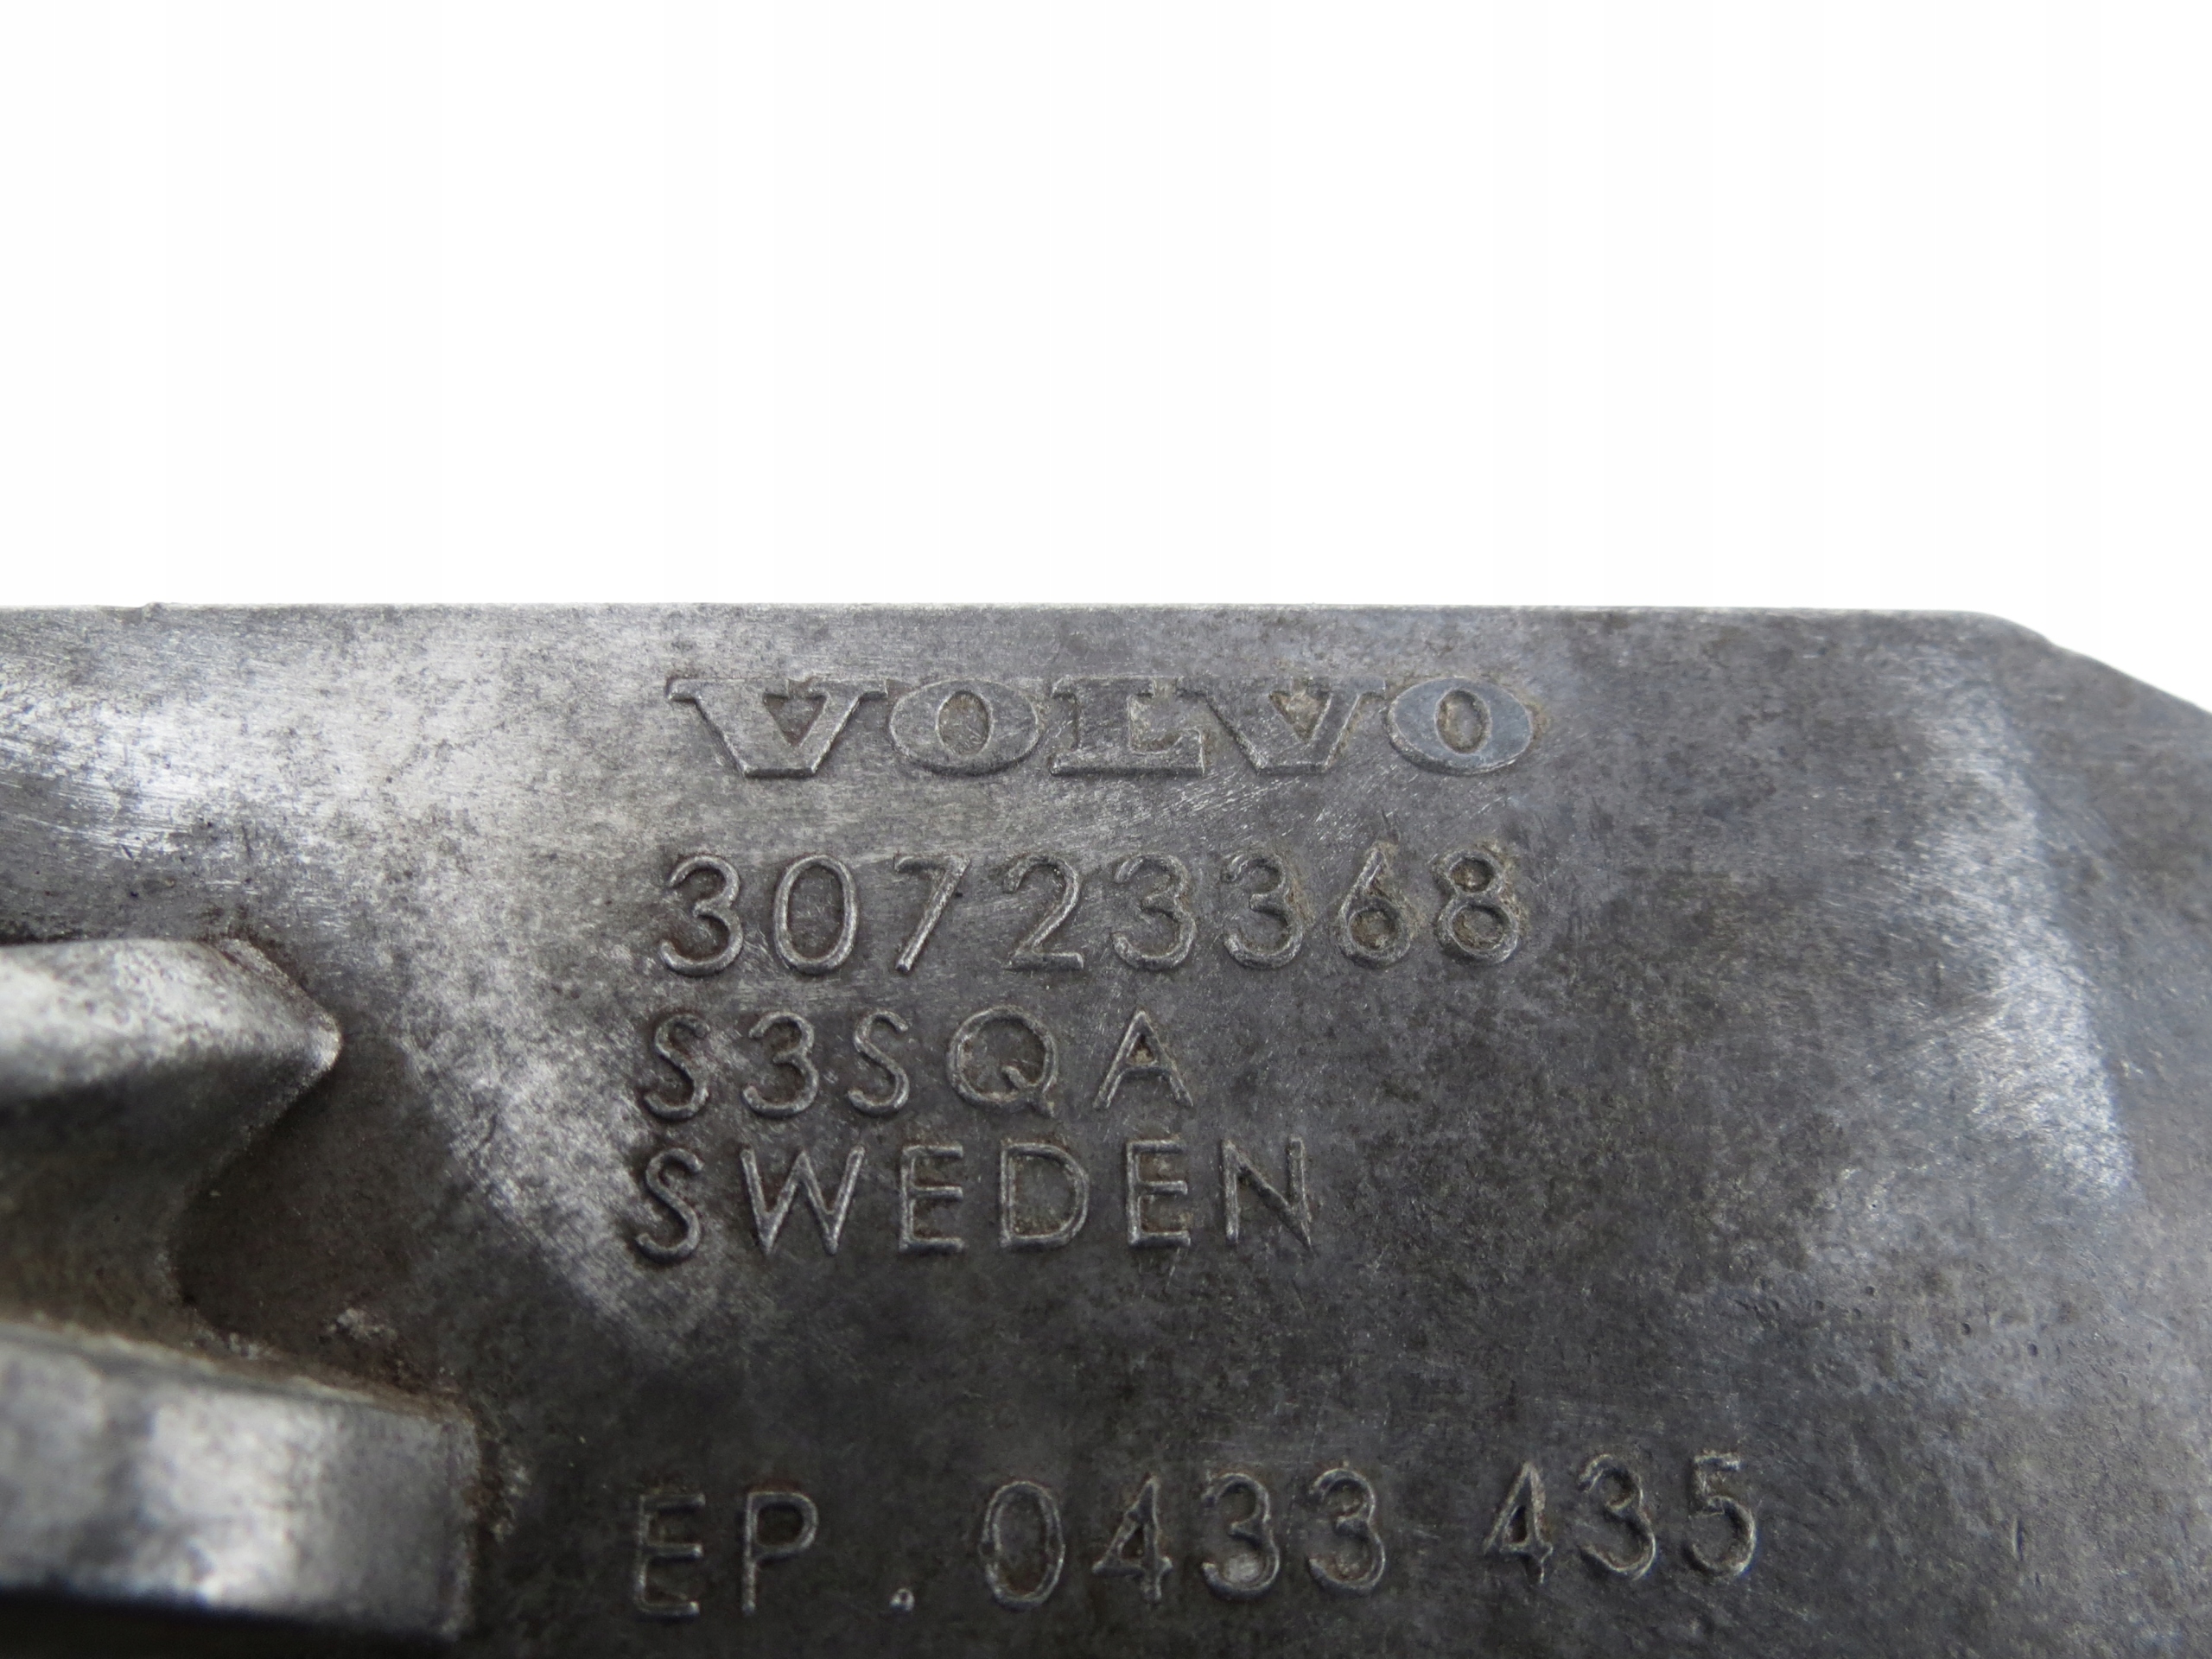 VOLVO
30723368
S3SQA
SWEDEN
EP. 0433 435